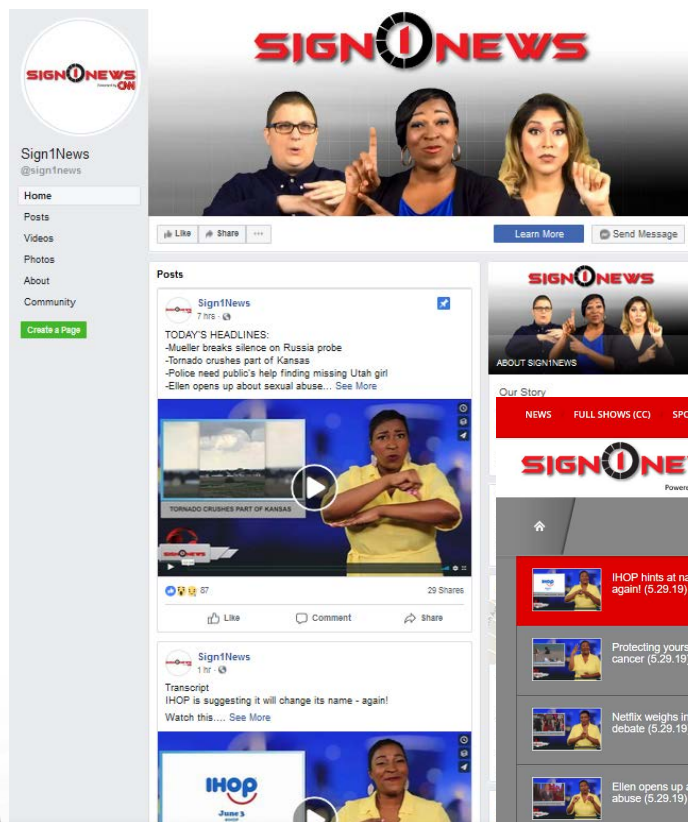 SIGN1NEWS
SIGN1NEWS
Powered by CNN
Sign1News
@sign1news
Home
Posts
Videos
Photos
About
Community
Create a Page
Like
Share
Learn More
Send Message
Posts
Sign1News
7 hrs ·
TODAY'S HEADLINES:
-Mueller breaks silence on Russia probe
-Tornado crushes part of Kansas
-Police need public's help finding missing Utah girl
-Ellen opens up about sexual abuse... See More
TORNADO CRUSHES PART OF KANSAS
SIGN1NEWS
87
29 Shares
Like
Comment
Share
Sign1News
1 hr ·
Transcript
IHOP is suggesting it will change its name - again!
Watch this.... See More
IHOP
June 3
SIGN1NEWS
ABOUT SIGN1NEWS
Our Story
NEWS
FULL SHOWS (CC)
SPO
SIGN1NE
Powere
IHOP hints at na
again! (5.29.19)
Protecting yours
cancer (5.29.19)
Netflix weighs in
debate (5.29.19
Ellen opens up a
abuse (5.29.19)